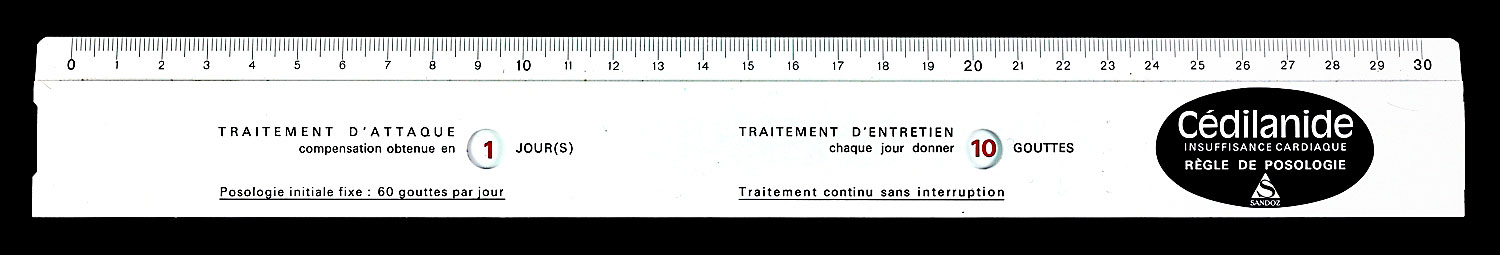 0 1 2 3 4 5 6 7 8 9 10 11 12 13 14 15 16 17 18 19 20 21 22 23 24 25 26 27 28 29 30
TRAITEMENT D'ATTAQUE
compensation obtenue en 1 JOUR(S)
Posologie initiale fixe : 60 gouttes par jour
TRAITEMENT D'ENTRETIEN
chaque jour donner 10 GOUTTES
Traitement continu sans interruption
Cédilanide
INSUFFISANCE CARDIAQUE
RÈGLE DE POSOLOGIE
S
SANDOZ